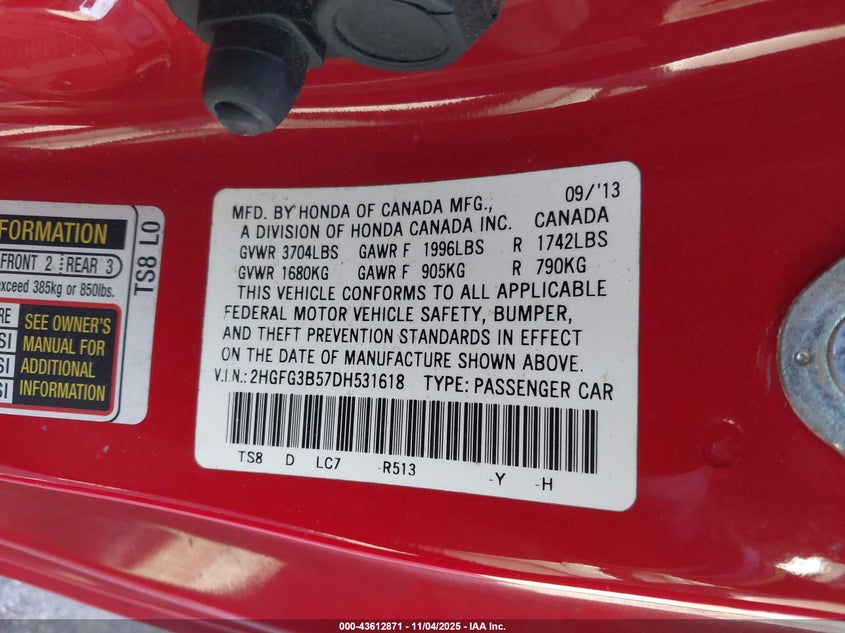 FORMATION
FRONT 2 REAR 3
exceed 385kg or 850lbs.
SEE OWNER'S
MANUAL FOR
ADDITIONAL
INFORMATION
TS8 L0
09/'13
MFD. BY HONDA OF CANADA MFG.,
A DIVISION OF HONDA CANADA INC. CANADA
GVWR 3704LBS GAWR F 1996LBS R 1742LBS
GVWR 1680KG GAWR F 905KG R 790KG
THIS VEHICLE CONFORMS TO ALL APPLICABLE
FEDERAL MOTOR VEHICLE SAFETY, BUMPER,
AND THEFT PREVENTION STANDARDS IN EFFECT
ON THE DATE OF MANUFACTURE SHOWN ABOVE.
V.I.N.: 2HGFG3B57DH531618 TYPE: PASSENGER CAR
TS8 D LC7 -R513 -Y -H
000-43612871 - 11/04/2025 - IAA Inc.